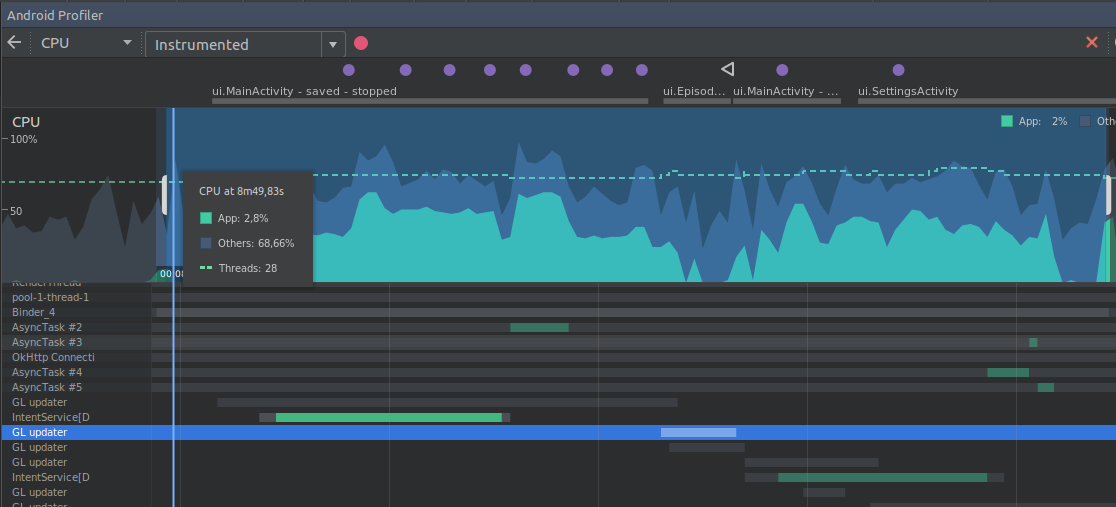 Android Profiler
CPU
Instrumented
ui.MainActivity - saved - stopped
ui.Episod...
ui.MainActivity - ...
ui.SettingsActivity
CPU
100%
50
App: 2%
Oth
CPU at 8m49,83s
App: 2,8%
Others: 68,66%
Threads: 28
00:0
RenderThread
pool-1-thread-1
Binder_4
AsyncTask #2
AsyncTask #3
OkHttp Connecti
AsyncTask #4
AsyncTask #5
GL updater
IntentService[D
GL updater
GL updater
GL updater
IntentService[D
GL updater
GL updater